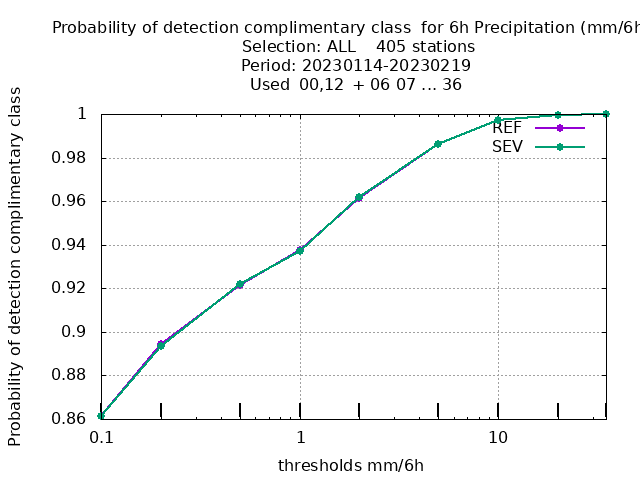 Probability of detection complimentary class  for 6h Precipitation (mm/6h
Selection: ALL    405 stations
Period: 20230114-20230219
Used  00,12  + 06 07 ... 36
Probability of detection complimentary class
1
0.98
0.96
0.94
0.92
0.9
0.88
0.86
REF
SEV
0.1
1
10
thresholds mm/6h